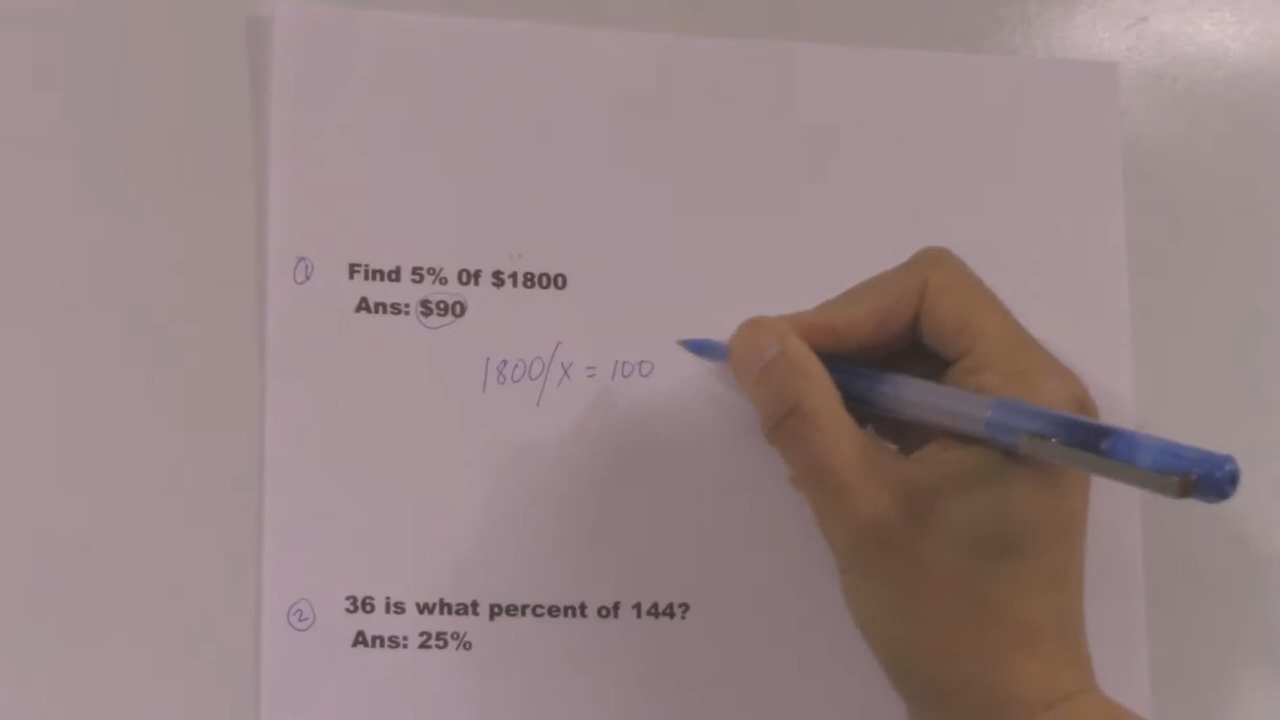 ① Find 5% Of $1800
Ans: $90
1800/x = 100
② 36 is what percent of 144?
Ans: 25%